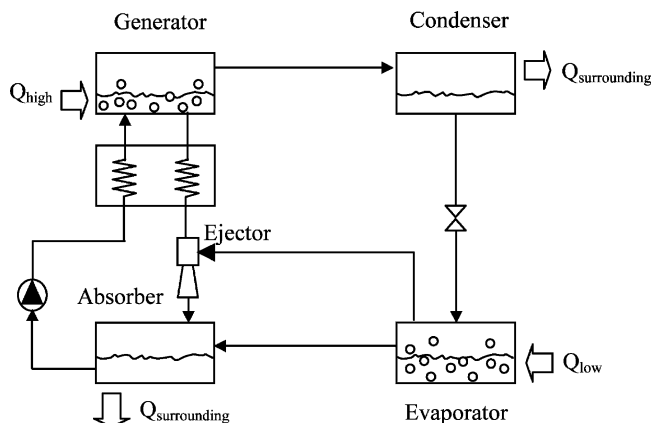 Generator
Condenser
Qhigh
Qsurrounding
Ejector
Absorber
Qlow
Qsurrounding
Evaporator